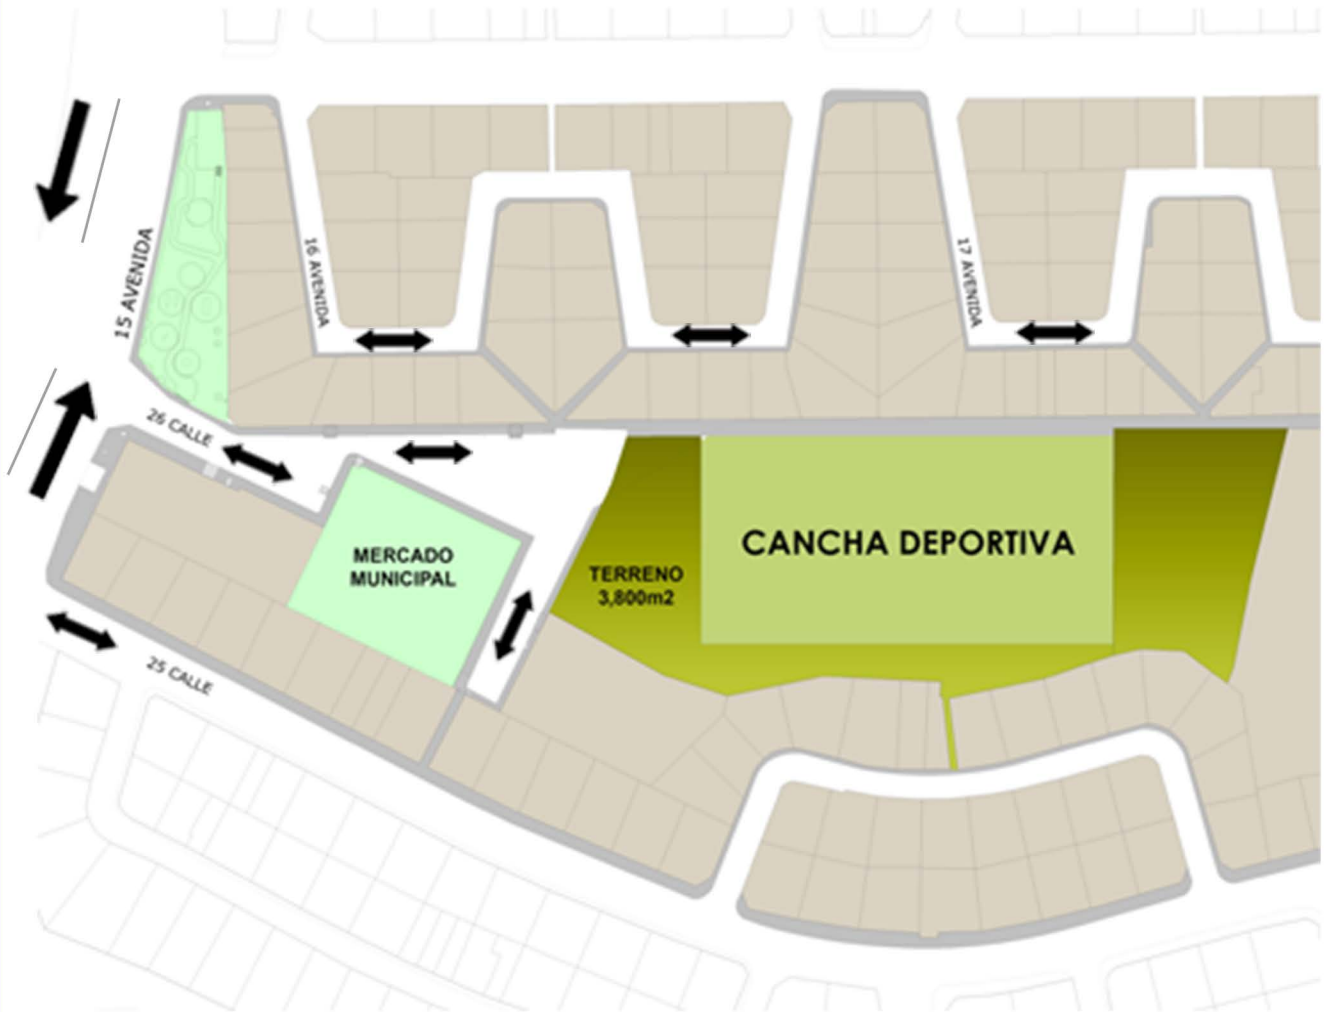 15 AVENIDA
16 AVENIDA
17 AVENIDA
26 CALLE
MERCADO
MUNICIPAL
CANCHA DEPORTIVA
TERRENO
3,800m2
25 CALLE